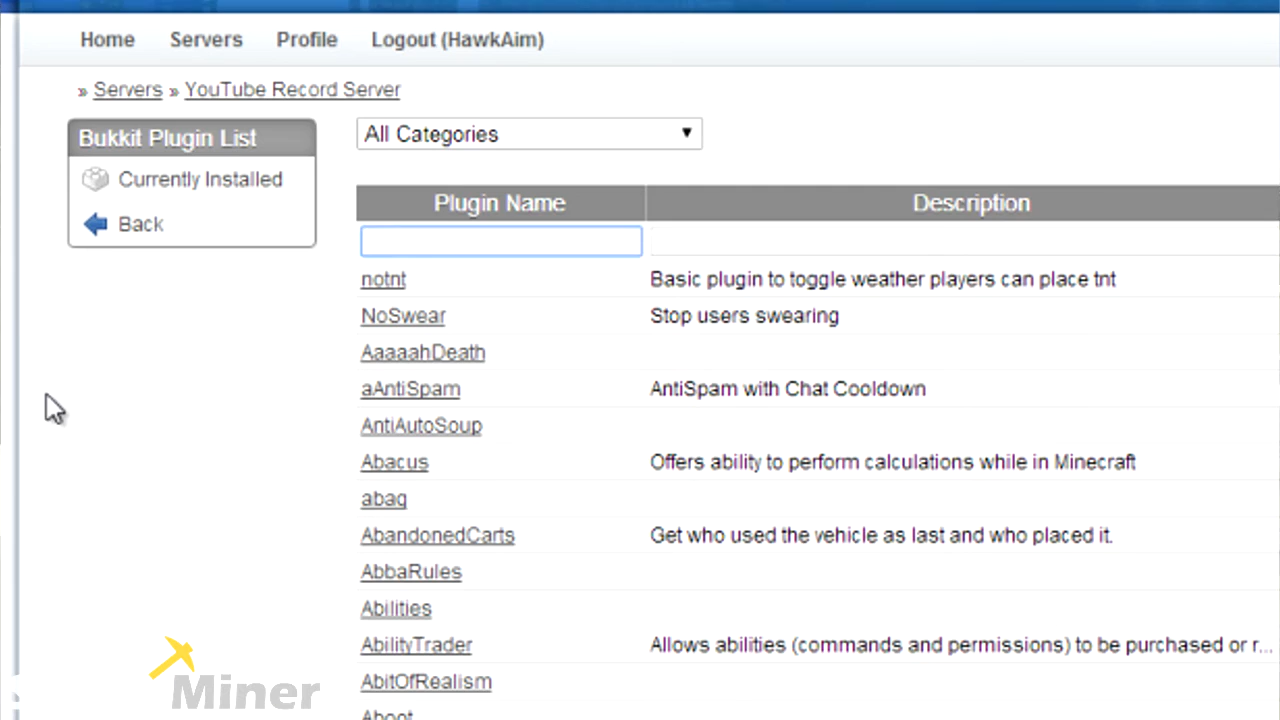 Home Servers Profile Logout (HawkAim)
» Servers » YouTube Record Server
Bukkit Plugin List
Currently Installed
Back
All Categories
Plugin Name Description
notnt Basic plugin to toggle weather players can place tnt
NoSwear Stop users swearing
AaaaahDeath
aAntiSpam AntiSpam with Chat Cooldown
AntiAutoSoup
Abacus Offers ability to perform calculations while in Minecraft
abaq
AbandonedCarts Get who used the vehicle as last and who placed it.
AbbaRules
Abilities
AbilityTrader Allows abilities (commands and permissions) to be purchased or r...
AbitOfRealism
Aboot
Miner